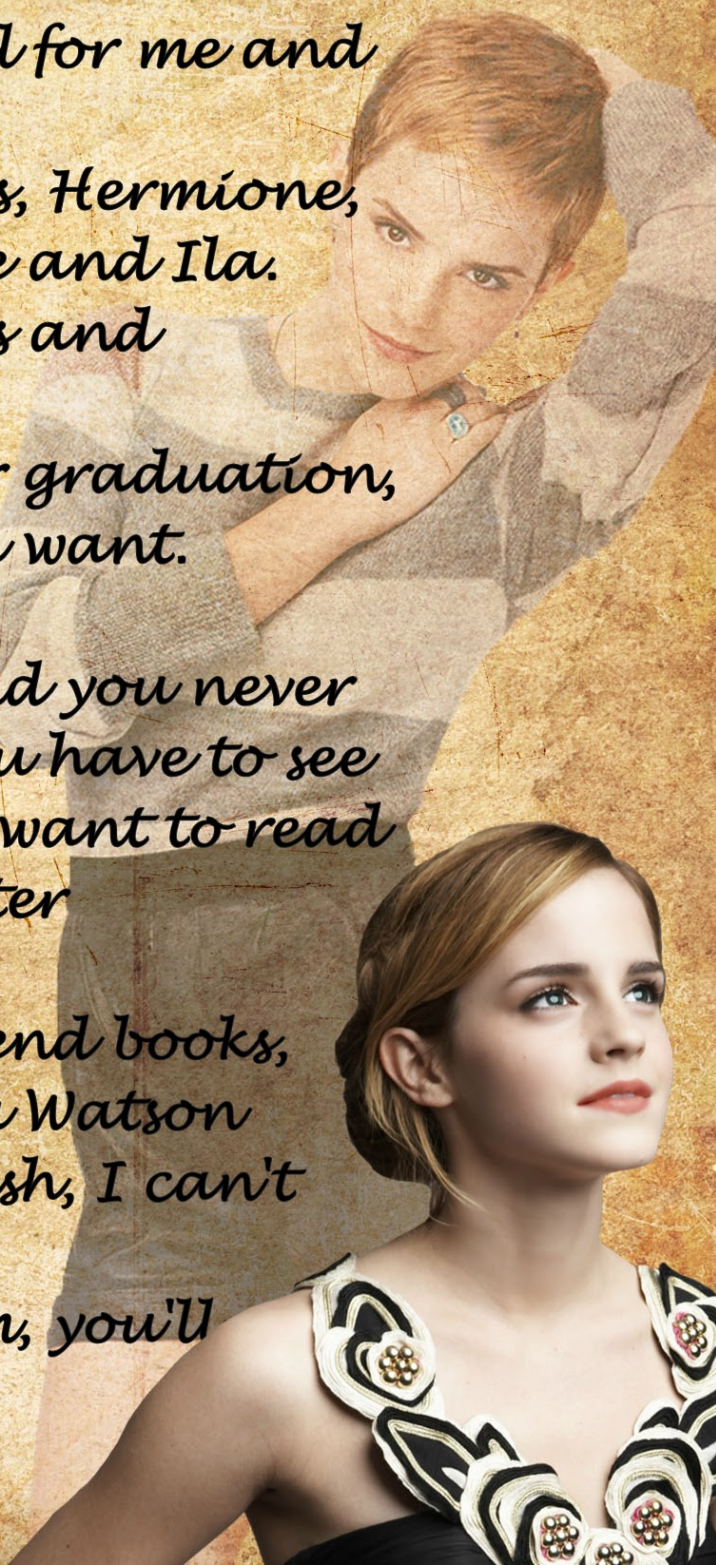 for me and
s, Hermione,
e and Ila.
s and
r graduation,
want.
d you never
u have to see
want to read
ter
end books,
Watson
sh, I can't
, you'll